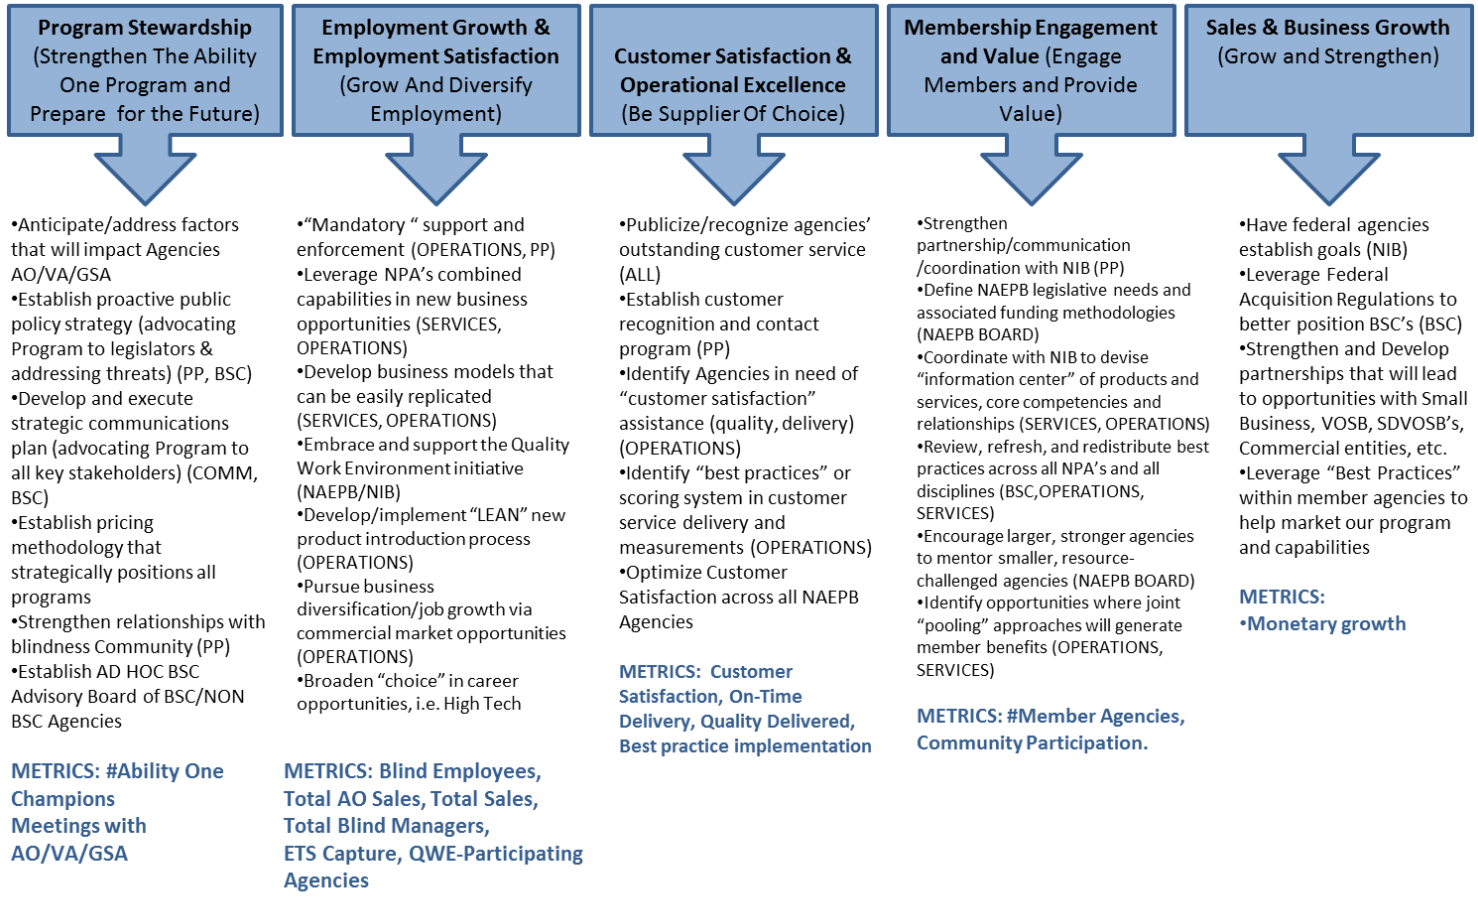 Program Stewardship
(Strengthen The Ability
One Program and
Prepare for the Future)
•Anticipate/address factors
that will impact Agencies
AO/VA/GSA
•Establish proactive public
policy strategy (advocating
Program to legislators &
addressing threats) (PP, BSC)
•Develop and execute
strategic communications
plan (advocating Program to
all key stakeholders) (COMM,
BSC)
•Establish pricing
methodology that
strategically positions all
programs
•Strengthen relationships with
blindness Community (PP)
•Establish AD HOC BSC
Advisory Board of BSC/NON
BSC Agencies
METRICS: #Ability One
Champions
Meetings with
AO/VA/GSA
Employment Growth &
Employment Satisfaction
(Grow And Diversify
Employment)
•“Mandatory “ support and
enforcement (OPERATIONS, PP)
•Leverage NPA’s combined
capabilities in new business
opportunities (SERVICES,
OPERATIONS)
•Develop business models that
can be easily replicated
(SERVICES, OPERATIONS)
•Embrace and support the Quality
Work Environment initiative
(NAEPB/NIB)
•Develop/implement “LEAN” new
product introduction process
(OPERATIONS)
•Pursue business
diversification/job growth via
commercial market opportunities
(OPERATIONS)
•Broaden “choice” in career
opportunities, i.e. High Tech
METRICS: Blind Employees,
Total AO Sales, Total Sales,
Total Blind Managers,
ETS Capture, QWE-Participating
Agencies
Customer Satisfaction &
Operational Excellence
(Be Supplier Of Choice)
•Publicize/recognize agencies’
outstanding customer service
(ALL)
•Establish customer
recognition and contact
program (PP)
•Identify Agencies in need of
“customer satisfaction”
assistance (quality, delivery)
(OPERATIONS)
•Identify “best practices” or
scoring system in customer
service delivery and
measurements (OPERATIONS)
•Optimize Customer
Satisfaction across all NAEPB
Agencies
METRICS: Customer
Satisfaction, On-Time
Delivery, Quality Delivered,
Best practice implementation
Membership Engagement
and Value (Engage
Members and Provide
Value)
•Strengthen
partnership/communication
/coordination with NIB (PP)
•Define NAEPB legislative needs and
associated funding methodologies
(NAEPB BOARD)
•Coordinate with NIB to devise
“information center” of products and
services, core competencies and
relationships (SERVICES, OPERATIONS)
•Review, refresh, and redistribute best
practices across all NPA’s and all
disciplines (BSC,OPERATIONS,
SERVICES)
•Encourage larger, stronger agencies
to mentor smaller, resource-
challenged agencies (NAEPB BOARD)
•Identify opportunities where joint
“pooling” approaches will generate
member benefits (OPERATIONS,
SERVICES)
METRICS: #Member Agencies,
Community Participation.
Sales & Business Growth
(Grow and Strengthen)
•Have federal agencies
establish goals (NIB)
•Leverage Federal
Acquisition Regulations to
better position BSC’s (BSC)
•Strengthen and Develop
partnerships that will lead
to opportunities with Small
Business, VOSB, SDVOSB’s,
Commercial entities, etc.
•Leverage “Best Practices”
within member agencies to
help market our program
and capabilities
METRICS:
•Monetary growth